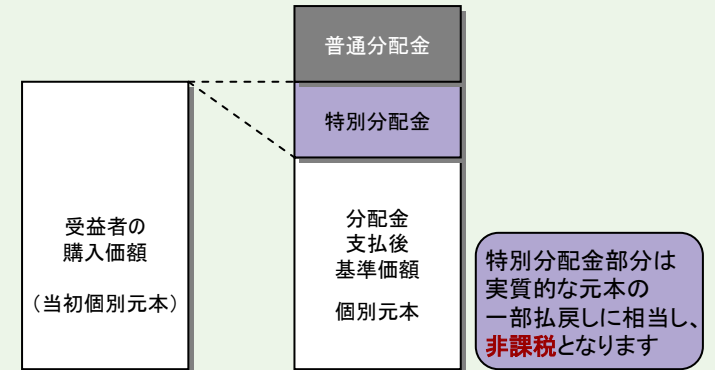 普通分配金
特別分配金
受益者の
購入価額
(当初個別元本)
分配金
支払後
基準価額
個別元本
特別分配金部分は
実質的な元本の
一部払戻しに相当し、
非課税となります